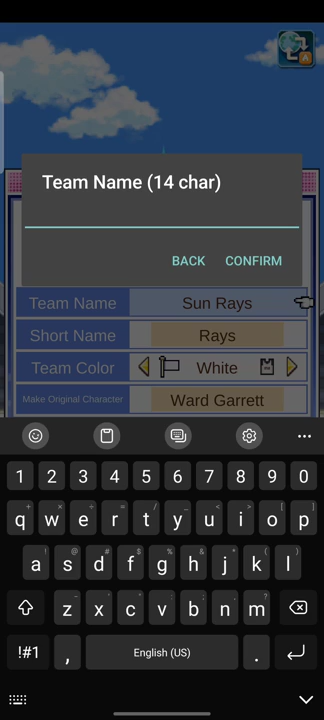 A
Team Name (14 char)
BACK CONFIRM
Team Name Sun Rays
Short Name Rays
Team Color White
Make Original Character Ward Garrett
1 2 3 4 5 6 7 8 9 0
q w e r t y u i o p
a s d f g h j k l
z x c v b n m
!#1 , English (US) .